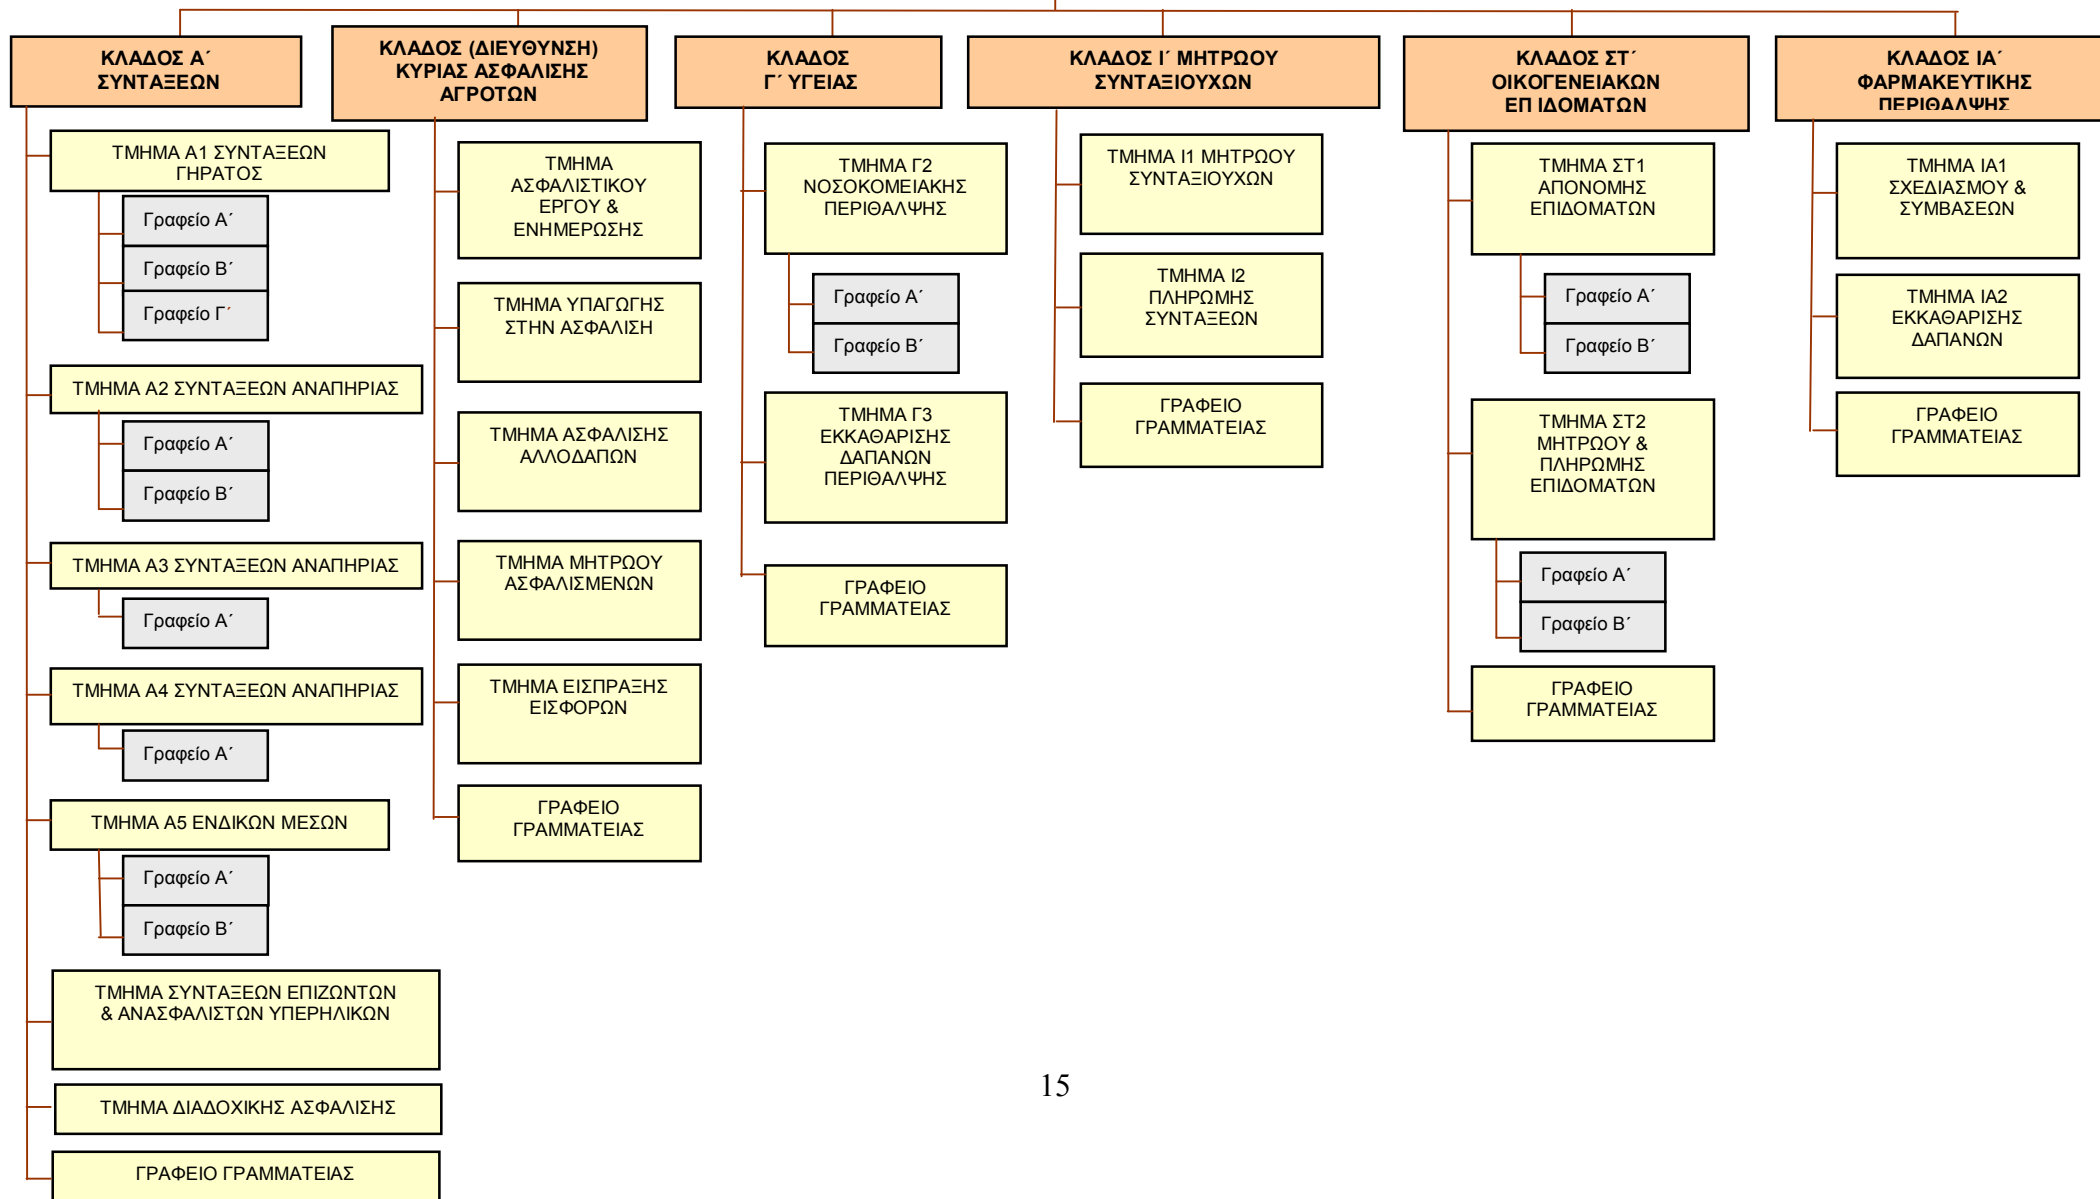 ΚΛΑΔΟΣ Α΄
ΣΥΝΤΑΞΕΩΝ
ΤΜΗΜΑ Α1 ΣΥΝΤΑΞΕΩΝ
ΓΗΡΑΤΟΣ
Γραφείο Α΄
Γραφείο Β΄
Γραφείο Γ΄
ΤΜΗΜΑ Α2 ΣΥΝΤΑΞΕΩΝ ΑΝΑΠΗΡΙΑΣ
Γραφείο Α΄
Γραφείο Β΄
ΤΜΗΜΑ Α3 ΣΥΝΤΑΞΕΩΝ ΑΝΑΠΗΡΙΑΣ
Γραφείο Α΄
ΤΜΗΜΑ Α4 ΣΥΝΤΑΞΕΩΝ ΑΝΑΠΗΡΙΑΣ
Γραφείο Α΄
ΤΜΗΜΑ Α5 ΕΝΔΙΚΩΝ ΜΕΣΩΝ
Γραφείο Α΄
Γραφείο Β΄
ΤΜΗΜΑ ΣΥΝΤΑΞΕΩΝ ΕΠΙΖΩΝΤΩΝ
& ΑΝΑΣΦΑΛΙΣΤΩΝ ΥΠΕΡΗΛΙΚΩΝ
ΤΜΗΜΑ ΔΙΑΔΟΧΙΚΗΣ ΑΣΦΑΛΙΣΗΣ
ΓΡΑΦΕΙΟ ΓΡΑΜΜΑΤΕΙΑΣ
ΚΛΑΔΟΣ (ΔΙΕΥΘΥΝΣΗ)
ΚΥΡΙΑΣ ΑΣΦΑΛΙΣΗΣ
ΑΓΡΟΤΩΝ
ΤΜΗΜΑ
ΑΣΦΑΛΙΣΤΙΚΟΥ
ΕΡΓΟΥ &
ΕΝΗΜΕΡΩΣΗΣ
ΤΜΗΜΑ ΥΠΑΓΩΓΗΣ
ΣΤΗΝ ΑΣΦΑΛΙΣΗ
ΤΜΗΜΑ ΑΣΦΑΛΙΣΗΣ
ΑΛΛΟΔΑΠΩΝ
ΤΜΗΜΑ ΜΗΤΡΩΟΥ
ΑΣΦΑΛΙΣΜΕΝΩΝ
ΤΜΗΜΑ ΕΙΣΠΡΑΞΗΣ
ΕΙΣΦΟΡΩΝ
ΓΡΑΦΕΙΟ
ΓΡΑΜΜΑΤΕΙΑΣ
ΚΛΑΔΟΣ
Γ΄ ΥΓΕΙΑΣ
ΤΜΗΜΑ Γ2
ΝΟΣΟΚΟΜΕΙΑΚΗΣ
ΠΕΡΙΘΑΛΨΗΣ
Γραφείο Α΄
Γραφείο Β΄
ΤΜΗΜΑ Γ3
ΕΚΚΑΘΑΡΙΣΗΣ
ΔΑΠΑΝΩΝ
ΠΕΡΙΘΑΛΨΗΣ
ΓΡΑΦΕΙΟ
ΓΡΑΜΜΑΤΕΙΑΣ
ΚΛΑΔΟΣ Ι΄ ΜΗΤΡΩΟΥ
ΣΥΝΤΑΞΙΟΥΧΩΝ
ΤΜΗΜΑ Ι1 ΜΗΤΡΩΟΥ
ΣΥΝΤΑΞΙΟΥΧΩΝ
ΤΜΗΜΑ Ι2
ΠΛΗΡΩΜΗΣ
ΣΥΝΤΑΞΕΩΝ
ΓΡΑΦΕΙΟ
ΓΡΑΜΜΑΤΕΙΑΣ
ΚΛΑΔΟΣ ΣΤ΄
ΟΙΚΟΓΕΝΕΙΑΚΩΝ
ΕΠ ΙΔΟΜΑΤΩΝ
ΤΜΗΜΑ ΣΤ1
ΑΠΟΝΟΜΗΣ
ΕΠΙΔΟΜΑΤΩΝ
Γραφείο Α΄
Γραφείο Β΄
ΤΜΗΜΑ ΣΤ2
ΜΗΤΡΩΟΥ &
ΠΛΗΡΩΜΗΣ
ΕΠΙΔΟΜΑΤΩΝ
Γραφείο Α΄
Γραφείο Β΄
ΓΡΑΦΕΙΟ
ΓΡΑΜΜΑΤΕΙΑΣ
ΚΛΑΔΟΣ ΙΑ΄
ΦΑΡΜΑΚΕΥΤΙΚΗΣ
ΠΕΡΙΘΑΛΨΗΣ
ΤΜΗΜΑ ΙΑ1
ΣΧΕΔΙΑΣΜΟΥ &
ΣΥΜΒΑΣΕΩΝ
ΤΜΗΜΑ ΙΑ2
ΕΚΚΑΘΑΡΙΣΗΣ
ΔΑΠΑΝΩΝ
ΓΡΑΦΕΙΟ
ΓΡΑΜΜΑΤΕΙΑΣ
15